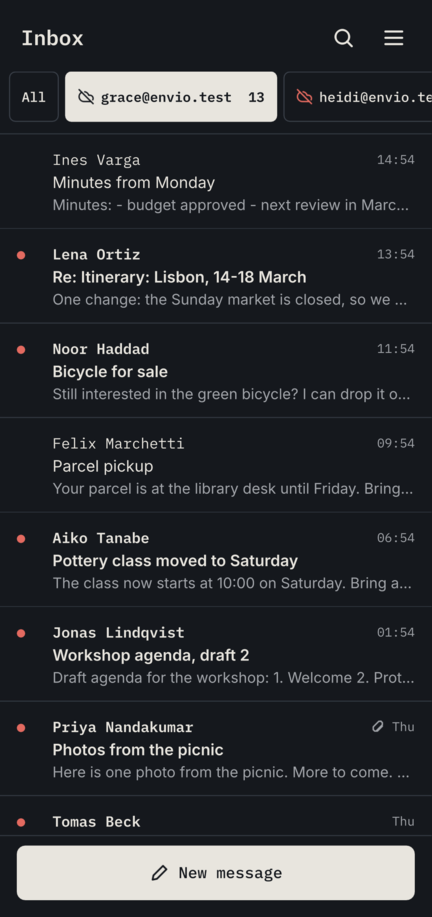 Inbox
All
grace@envio.test 13
heidi@envio.te
Ines Varga 14:54
Minutes from Monday
Minutes: - budget approved - next review in Marc...
Lena Ortiz 13:54
Re: Itinerary: Lisbon, 14-18 March
One change: the Sunday market is closed, so we ...
Noor Haddad 11:54
Bicycle for sale
Still interested in the green bicycle? I can drop it o...
Felix Marchetti 09:54
Parcel pickup
Your parcel is at the library desk until Friday. Bring...
Aiko Tanabe 06:54
Pottery class moved to Saturday
The class now starts at 10:00 on Saturday. Bring a...
Jonas Lindqvist 01:54
Workshop agenda, draft 2
Draft agenda for the workshop: 1. Welcome 2. Prot...
Priya Nandakumar Thu
Photos from the picnic
Here is one photo from the picnic. More to come. ...
Tomas Beck Thu
New message